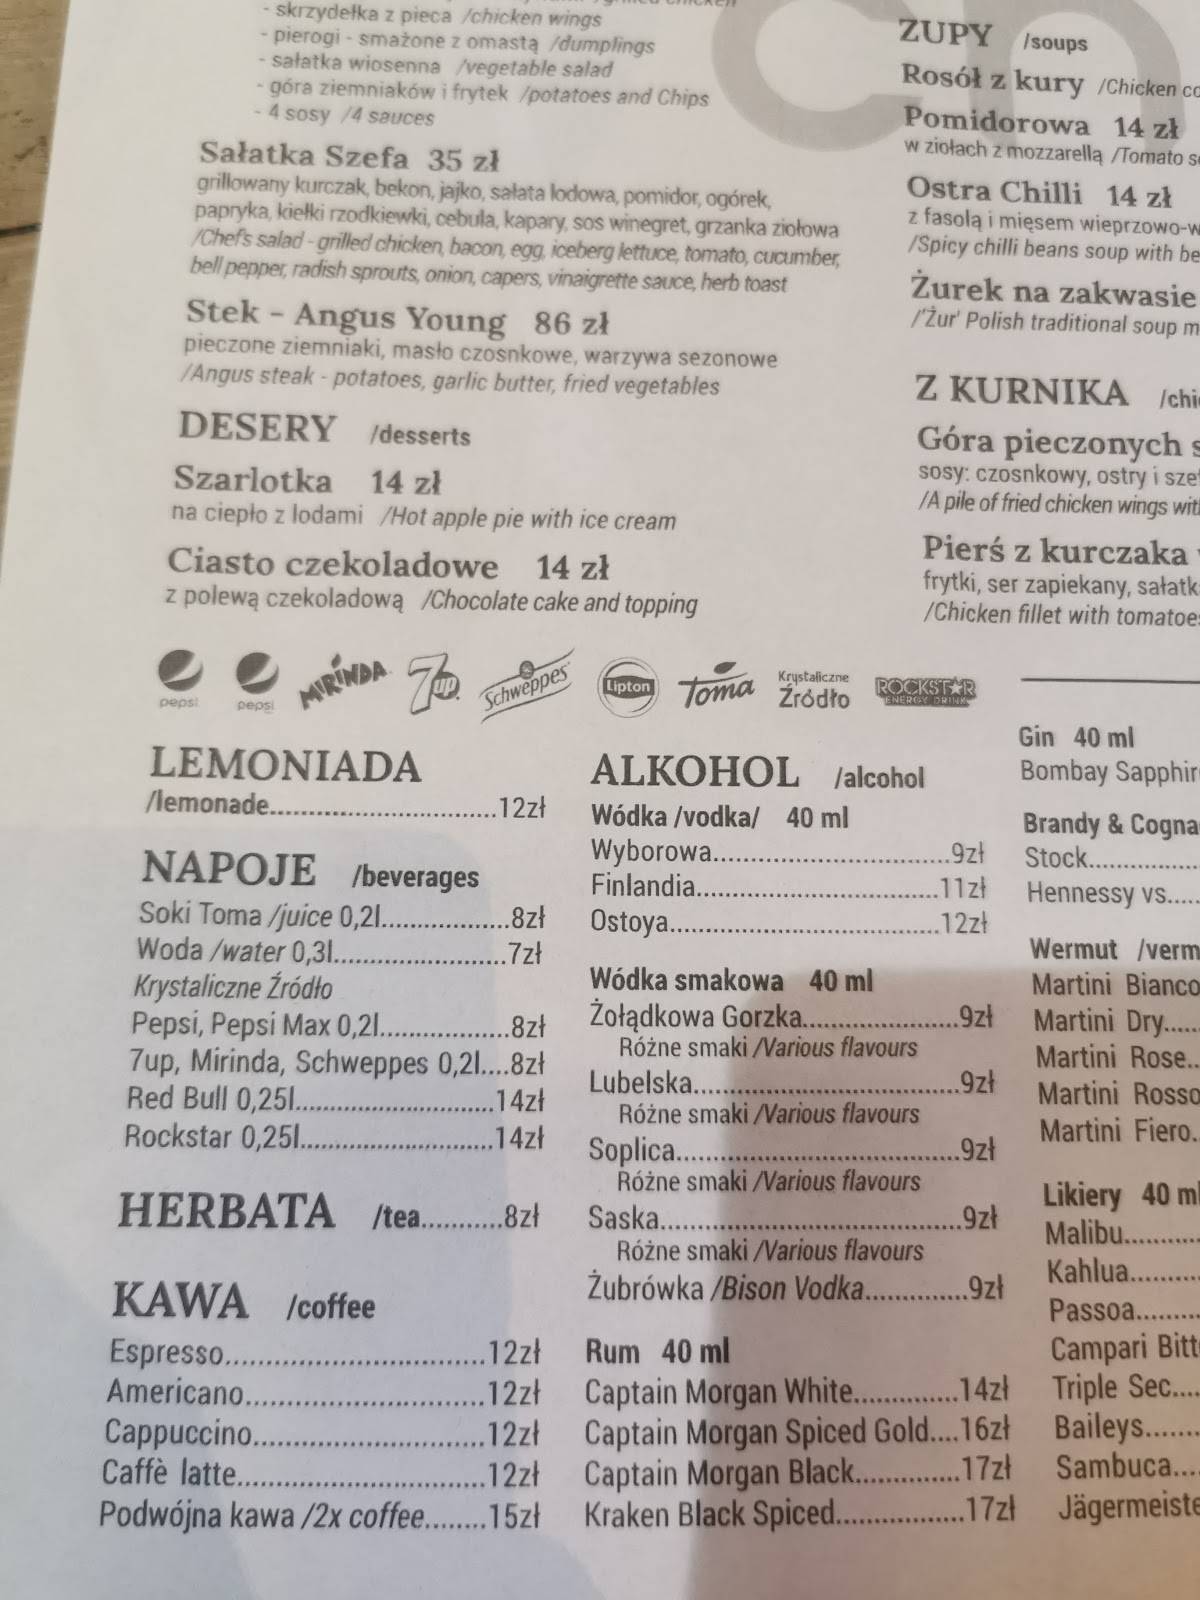 - skrzydełka z pieca /chicken wings
- pierogi - smażone z omastą /dumplings
- sałatka wiosenna /vegetable salad
- góra ziemniaków i frytek /potatoes and Chips
- 4 sosy /4 sauces
Sałatka Szefa 35 zł
grillowany kurczak, bekon, jajko, sałata lodowa, pomidor, ogórek,
papryka, kiełki rzodkiewki, cebula, kapary, sos winegret, grzanka ziołowa
/Chef's salad - grilled chicken, bacon, egg, iceberg lettuce, tomato, cucumber,
bell pepper, radish sprouts, onion, capers, vinaigrette sauce, herb toast
Stek - Angus Young 86 zł
pieczone ziemniaki, masło czosnkowe, warzywa sezonowe
/Angus steak - potatoes, garlic butter, fried vegetables
DESERY /desserts
Szarlotka 14 zł
na ciepło z lodami /Hot apple pie with ice cream
Ciasto czekoladowe 14 zł
z polewą czekoladową /Chocolate cake and topping
ZUPY /soups
Rosół z kury /Chicken
Pomidorowa 14 zł
w ziołach z mozzarellą /Tomato
Ostra Chilli 14 zł
z fasolą i mięsem wieprzowo-w
/Spicy chilli beans soup with
Żurek na zakwasie
/'Żur' Polish traditional soup
Z KURNIKA
Góra pieczonych
sosy: czosnkowy, ostry i
/A pile of fried chicken wings
Pierś z kurczaka
frytki, ser zapiekany,
/Chicken fillet with
pepsi pepsi MIRINDA 7up Schweppes Lipton Toma Krystaliczne Źródło ROCKSTAR ENERGY DRINK
LEMONIADA
/lemonade..............................12zł
NAPOJE /beverages
Soki Toma /juice 0,2l...................8zł
Woda /water 0,3l........................7zł
Krystaliczne Źródło
Pepsi, Pepsi Max 0,2l..................8zł
7up, Mirinda, Schweppes 0,2l....8zł
Red Bull 0,25l............................14zł
Rockstar 0,25l...........................14zł
HERBATA /tea...........8zł
KAWA /coffee
Espresso....................................12zł
Americano.................................12zł
Cappuccino................................12zł
Caffè latte..................................12zł
Podwójna kawa /2x coffee........15zł
ALKOHOL /alcohol
Wódka /vodka/ 40 ml
Wyborowa.................................9zł
Finlandia..................................11zł
Ostoya.....................................12zł
Wódka smakowa 40 ml
Żołądkowa Gorzka......................9zł
Różne smaki /Various flavours
Lubelska.....................................9zł
Różne smaki /Various flavours
Soplica.......................................9zł
Różne smaki /Various flavours
Saska.........................................9zł
Różne smaki /Various flavours
Żubrówka /Bison Vodka..............9zł
Rum 40 ml
Captain Morgan White..............14zł
Captain Morgan Spiced Gold....16zł
Captain Morgan Black..............17zł
Kraken Black Spiced.................17zł
Gin 40 ml
Bombay
Brandy &
Stock...............
Hennessy vs.....
Wermut
Martini Bianco
Martini Dry.....
Martini Rose..
Martini Rosso
Martini Fiero.
Likiery 40
Malibu..........
Kahlua.........
Passoa........
Campari
Triple Sec....
Baileys.......
Sambuca....